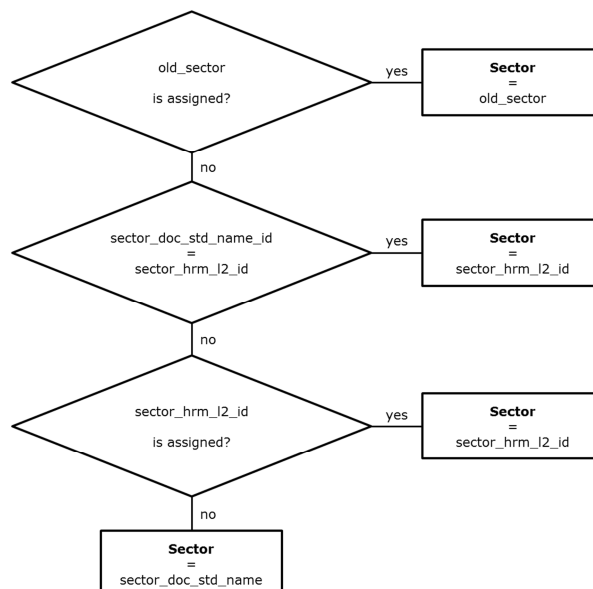 old_sector
is assigned?
yes
Sector
=
old_sector
no
sector_doc_std_name_id
=
sector_hrm_l2_id
yes
Sector
=
sector_hrm_l2_id
no
sector_hrm_l2_id
is assigned?
yes
Sector
=
sector_hrm_l2_id
no
Sector
=
sector_doc_std_name